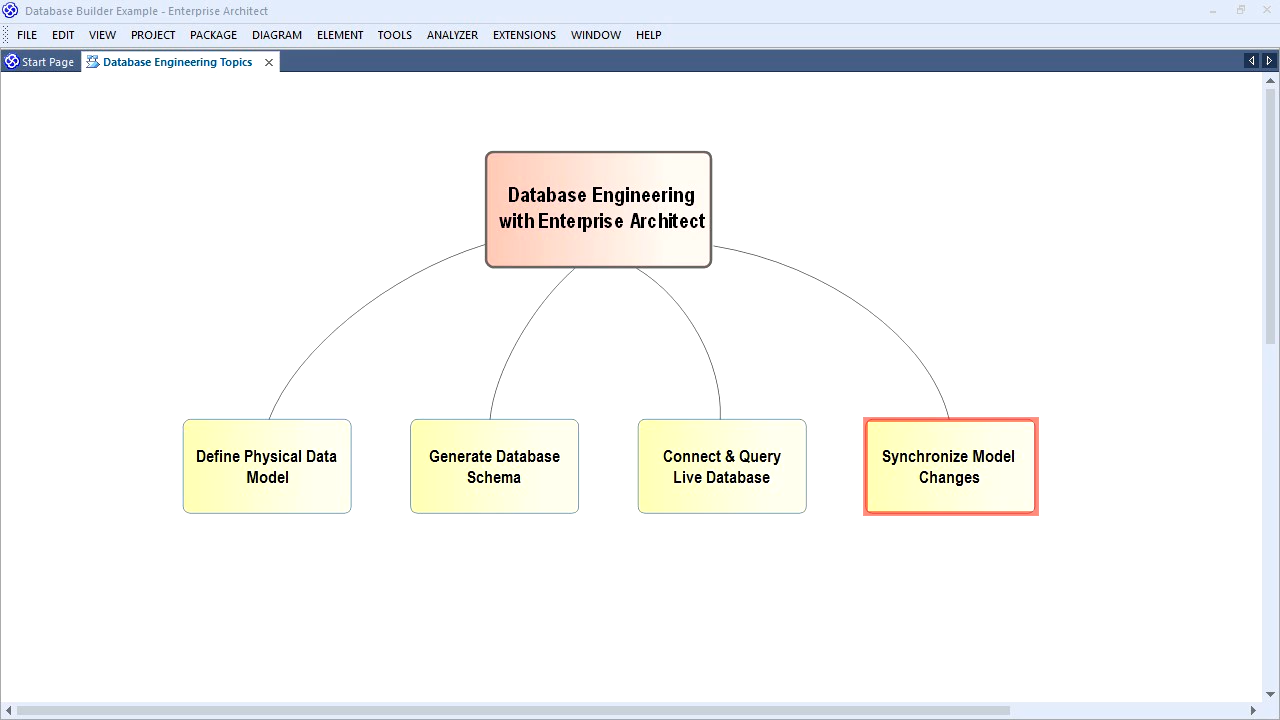 Database Builder Example - Enterprise Architect
FILE EDIT VIEW PROJECT PACKAGE DIAGRAM ELEMENT TOOLS ANALYZER EXTENSIONS WINDOW HELP
Start Page Database Engineering Topics
Database Engineering
with Enterprise Architect
Define Physical Data
Model
Generate Database
Schema
Connect & Query
Live Database
Synchronize Model
Changes